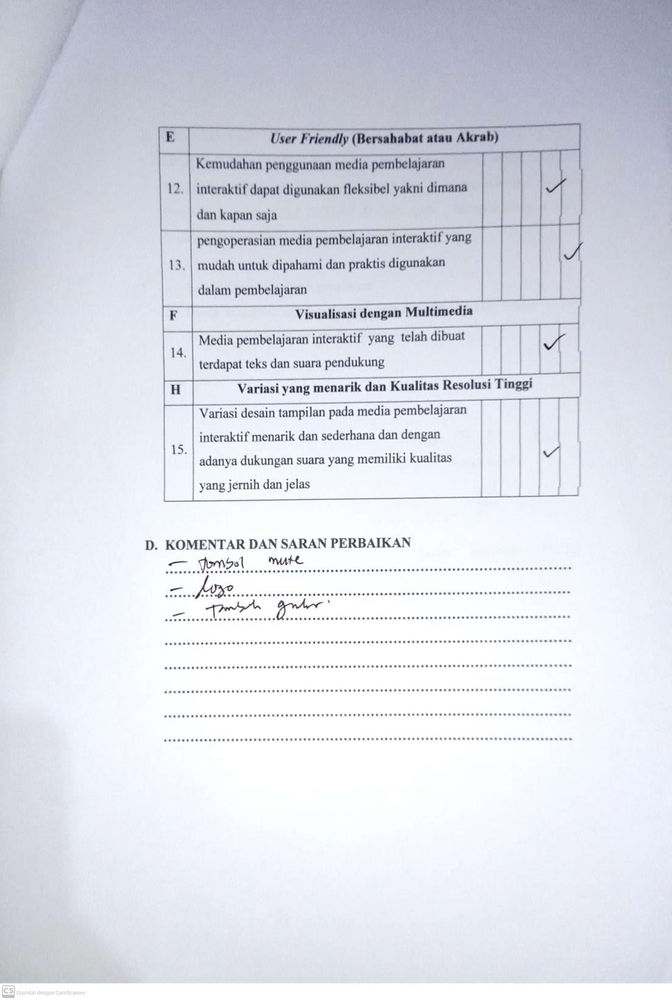 E User Friendly (Bersahabat atau Akrab)
Kemudahan penggunaan media pembelajaran
12. interaktif dapat digunakan fleksibel yakni dimana
dan kapan saja
pengoperasian media pembelajaran interaktif yang
13. mudah untuk dipahami dan praktis digunakan
dalam pembelajaran
F Visualisasi dengan Multimedia
Media pembelajaran interaktif yang telah dibuat
14.
terdapat teks dan suara pendukung
H Variasi yang menarik dan Kualitas Resolusi Tinggi
Variasi desain tampilan pada media pembelajaran
interaktif menarik dan sederhana dan dengan
15.
adanya dukungan suara yang memiliki kualitas
yang jernih dan jelas
D. KOMENTAR DAN SARAN PERBAIKAN
- Tombol mute
- Logo
- tambah
CS Dipindai dengan CamScanner